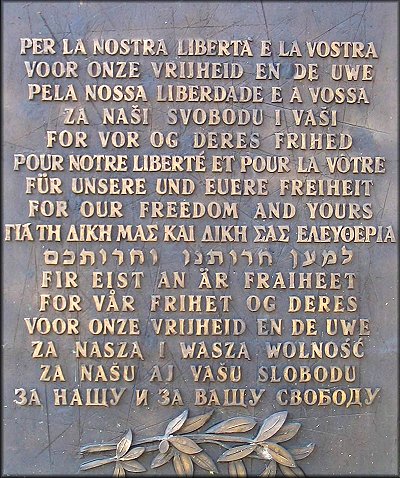 PER LA NOSTRA LIBERTÀ E LA VOSTRA
VOOR ONZE VRIJHEID EN DE UWE
PELA NOSSA LIBERDADE E A VOSSA
ZA NAŠI SVOBODU I VAŠI
FOR VOR OG DERES FRIHED
POUR NOTRE LIBERTÉ ET POUR LA VÔTRE
FÜR UNSERE UND EUERE FREIHEIT
FOR OUR FREEDOM AND YOURS
ΓΙΆ ΤΗ ΔΙΚΗ ΜΑΣ ΚΑΙ ΔΙΚΗ ΣΑΣ ΕΛΕΥΘΕΡΙΑ
למען חרותנו וחרותכם
FIR EIST AN ÄR FRAIHEET
FOR VÅR FRIHET OG DERES
VOOR ONZE VRIJHEID EN DE UWE
ZA NASZĄ I WASZĄ WOLNOŚĆ
ZA NAŠU AJ VAŠU SLOBODU
ЗА НАШУ И ЗА ВАШУ СВОБОДУ